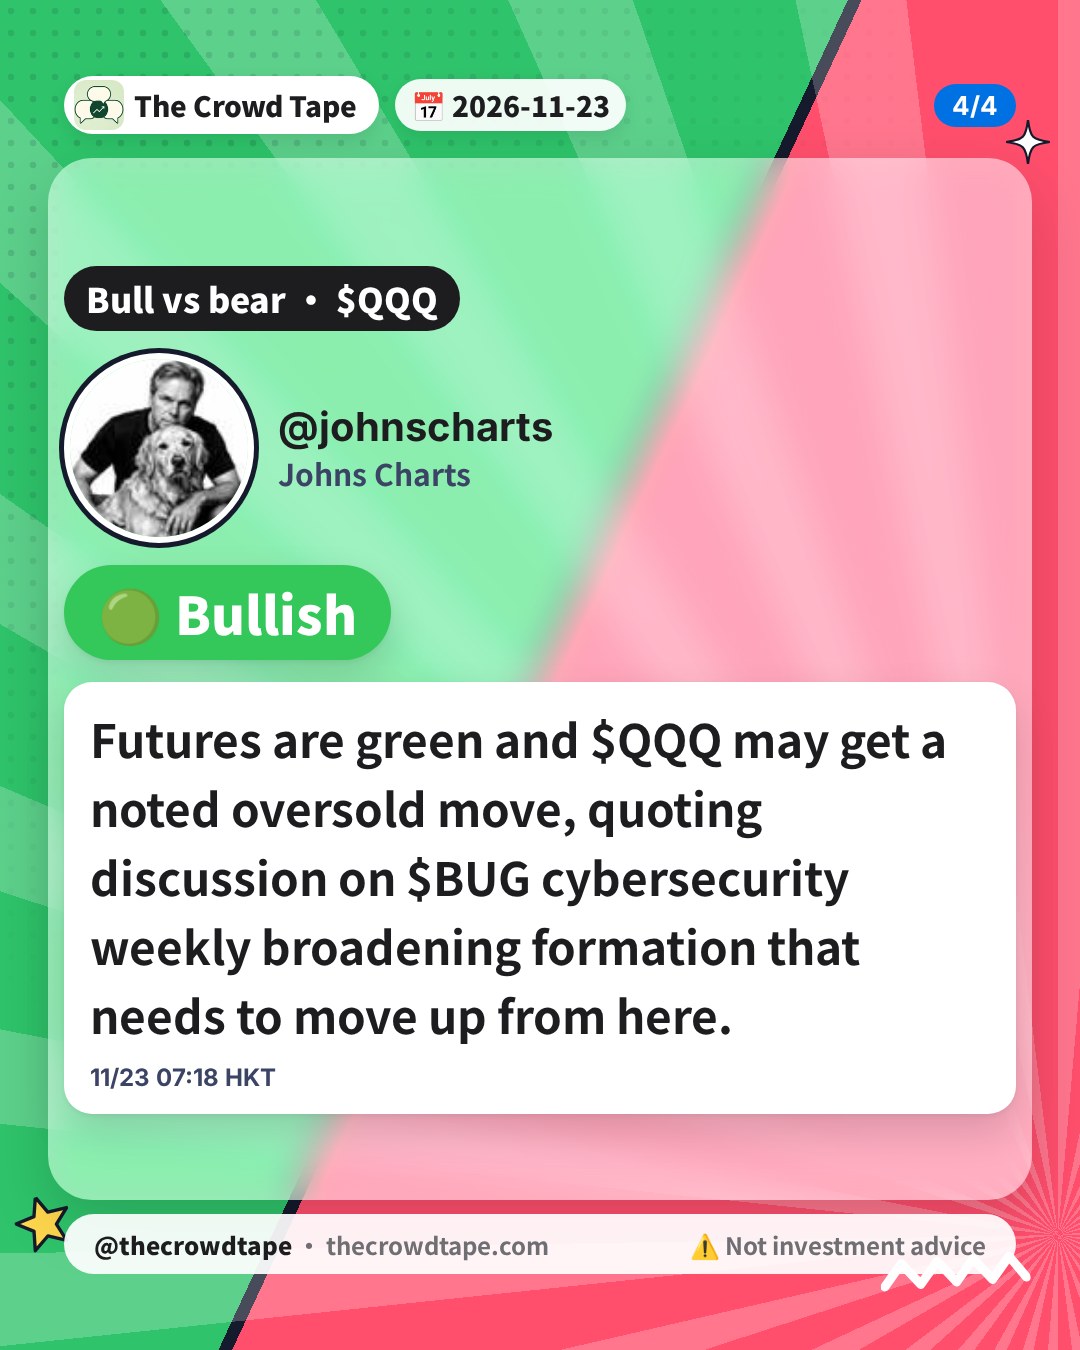 The Crowd Tape
July 17 2026-11-23
4/4
Bull vs bear • $QQQ
@johnscharts
Johns Charts
Bullish
Futures are green and $QQQ may get a
noted oversold move, quoting
discussion on $BUG cybersecurity
weekly broadening formation that
needs to move up from here.
11/23 07:18 HKT
@thecrowdtape • thecrowdtape.com
⚠️ Not investment advice